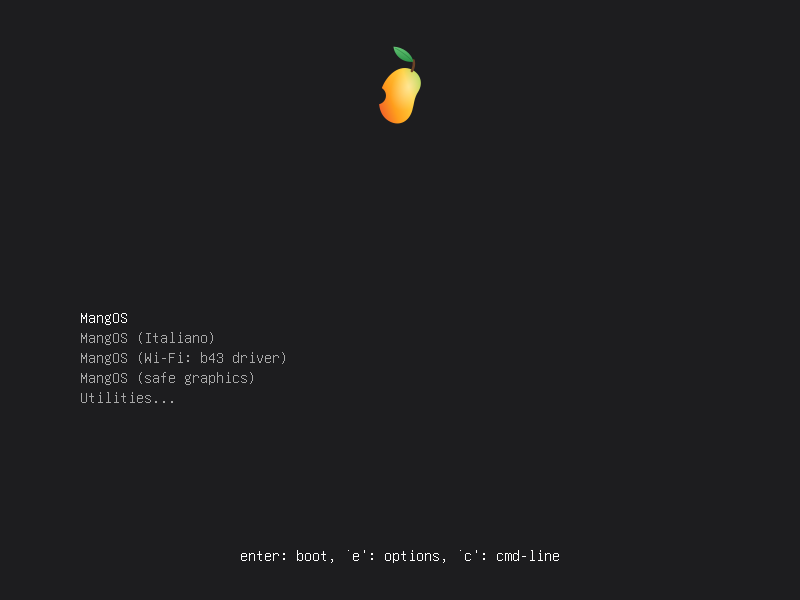 MangOS
MangOS (Italiano)
MangOS (Wi-Fi: b43 driver)
MangOS (safe graphics)
Utilities...
enter: boot, `e': options, `c': cmd-line